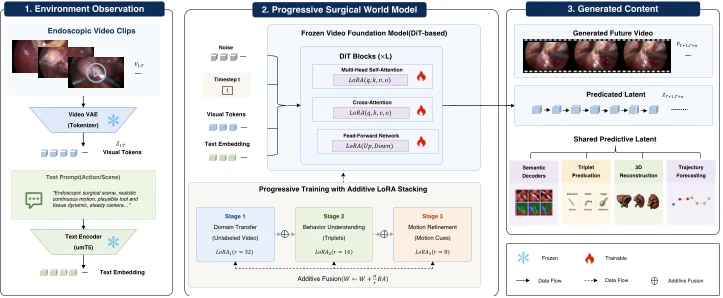 1. Environment Observation
Endoscopic Video Clips
V1:T
....
Video VAE
(Tokenizer)
Z1:T
...
Visual Tokens
Text Prompt(Action/Scene)
"Endoscopic surgical scene, realistic
continuous motion, plausible tool and
tissue dynamic, steady camera..."
Text Encoder
(umT5)
...
Text Embedding
2. Progressive Surgical World Model
Frozen Video Foundation Model(DiT-based)
Noise
...
Timestep t
t
Visual Tokens
...
Text Embedding
...
DiT Blocks (×L)
Multi-Head Self-Attention
LoRA(q, k, v, o)
Cross-Attention
LoRA(q, k, v, o)
Fead-Forward Network
LoRA(Up, Down)
Progressive Training with Additive LoRA Stacking
Stage 1
Domain Transfer
(Unlabeled Video)
LoRA1(r = 32)
Stage 2
Behavior Understanding
(Triplets)
LoRA2(r = 16)
Stage 3
Motion Refinement
(Motion Cues)
LoRA3(r = 8)
Additive Fusion(W ← W + α/r BA)
3. Generated Content
Generated Future Video
VT+1:T+n
....
Predicated Latent
ZT+1:T+n
..........
Shared Predictive Latent
Semantic
Decoders
Triplet
Predication
3D
Reconstruction
Trajectory
Forecasting
Frozen
Trainable
Data Flow
Data Flow
Additive Fusion